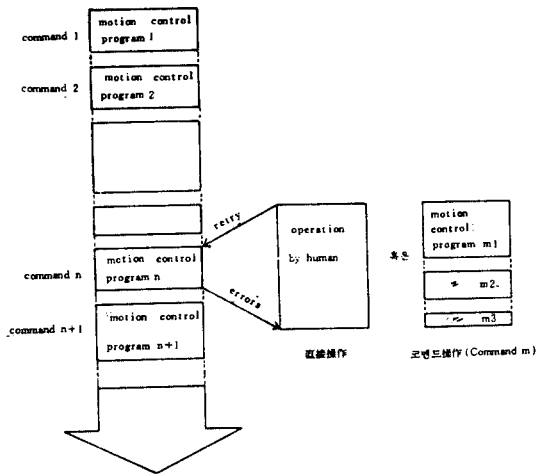 command 1
motion control
program 1
command 2
motion control
program 2
retry
operation
by human
혹은
motion
control
program m1
〃 m2
〃 m3
command n
motion control
program n
errors
command n+1
motion control
program n+1
直接操作
코맨드操作(Command m)